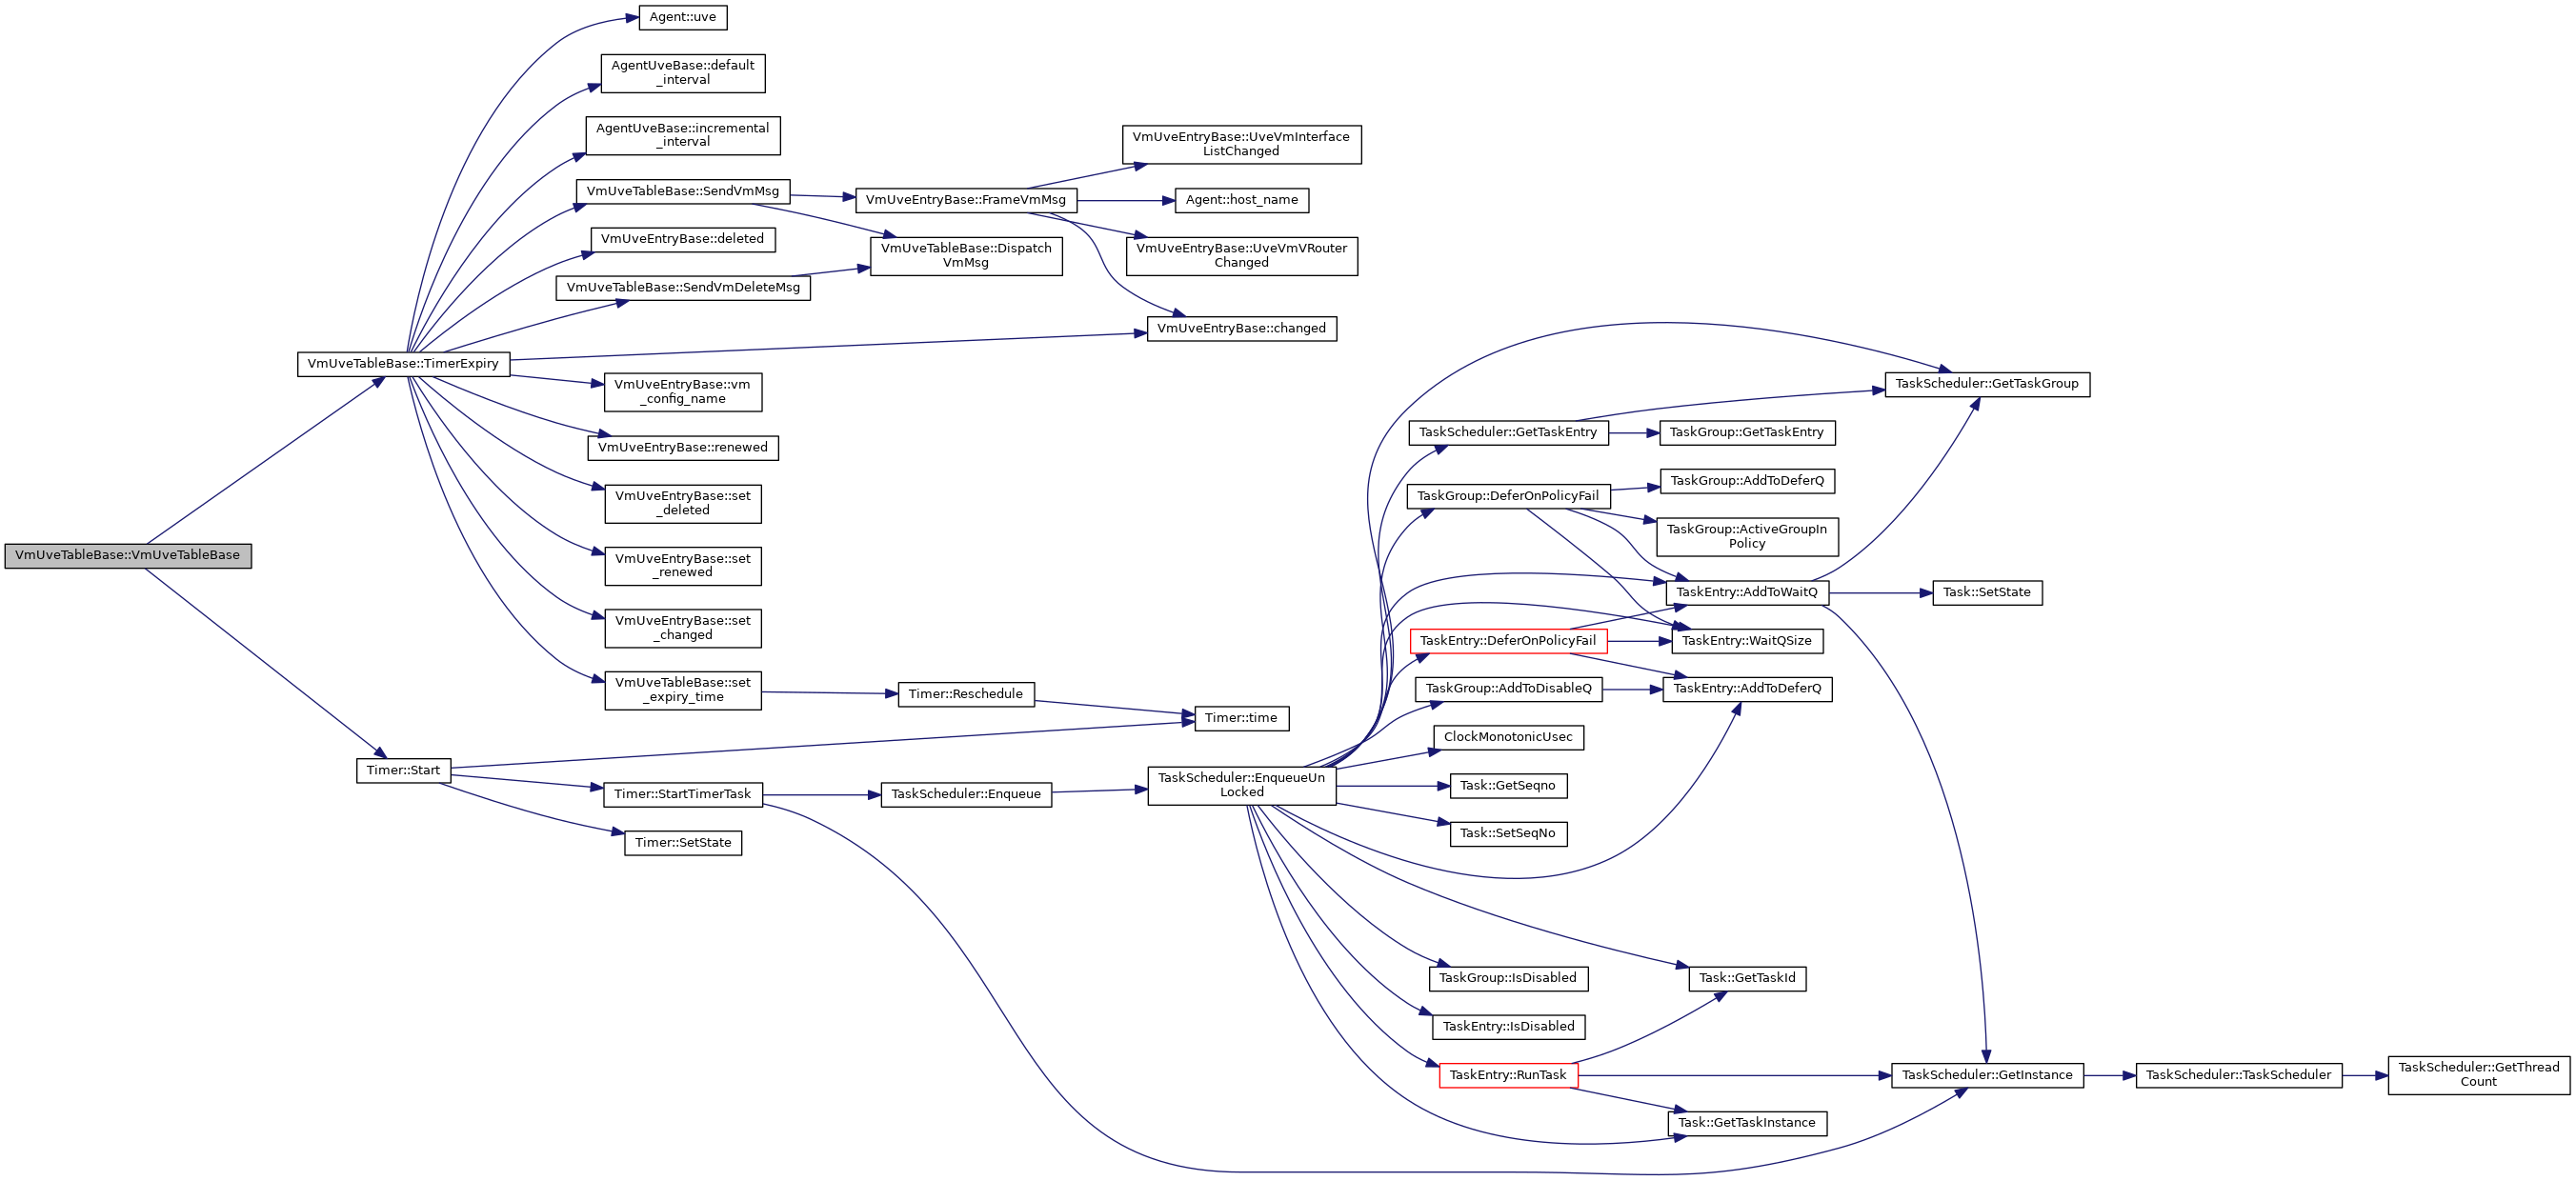 VmUveTableBase::VmUveTableBase
VmUveTableBase::TimerExpiry
Agent::uve
AgentUveBase::default
_interval
AgentUveBase::incremental
_interval
VmUveTableBase::SendVmMsg
VmUveEntryBase::deleted
VmUveTableBase::SendVmDeleteMsg
VmUveEntryBase::FrameVmMsg
VmUveTableBase::Dispatch
VmMsg
VmUveEntryBase::UveVmInterface
ListChanged
Agent::host_name
VmUveEntryBase::UveVmVRouter
Changed
VmUveEntryBase::changed
VmUveEntryBase::vm
_config_name
VmUveEntryBase::renewed
VmUveEntryBase::set
_deleted
VmUveEntryBase::set
_renewed
VmUveEntryBase::set
_changed
VmUveTableBase::set
_expiry_time
Timer::Reschedule
Timer::time
Timer::Start
Timer::StartTimerTask
Timer::SetState
TaskScheduler::Enqueue
TaskScheduler::EnqueueUn
Locked
TaskScheduler::GetTaskGroup
TaskScheduler::GetTaskEntry
TaskGroup::GetTaskEntry
TaskGroup::DeferOnPolicyFail
TaskGroup::AddToDeferQ
TaskGroup::ActiveGroupIn
Policy
TaskEntry::AddToWaitQ
Task::SetState
TaskEntry::DeferOnPolicyFail
TaskEntry::WaitQSize
TaskGroup::AddToDisableQ
TaskEntry::AddToDeferQ
ClockMonotonicUsec
Task::GetSeqno
Task::SetSeqNo
TaskGroup::IsDisabled
Task::GetTaskId
TaskEntry::IsDisabled
TaskEntry::RunTask
TaskScheduler::GetInstance
TaskScheduler::TaskScheduler
TaskScheduler::GetThread
Count
Task::GetTaskInstance